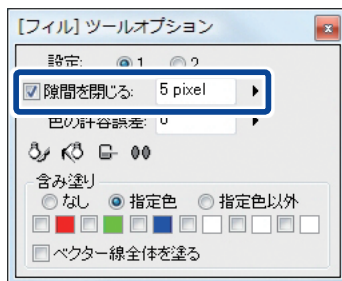 [フィル] ツールオプション
設定: 1 2
隙間を閉じる: 5 pixel
色の許容誤差: 0
含み塗り
なし 指定色 指定色以外
ベクター線全体を塗る